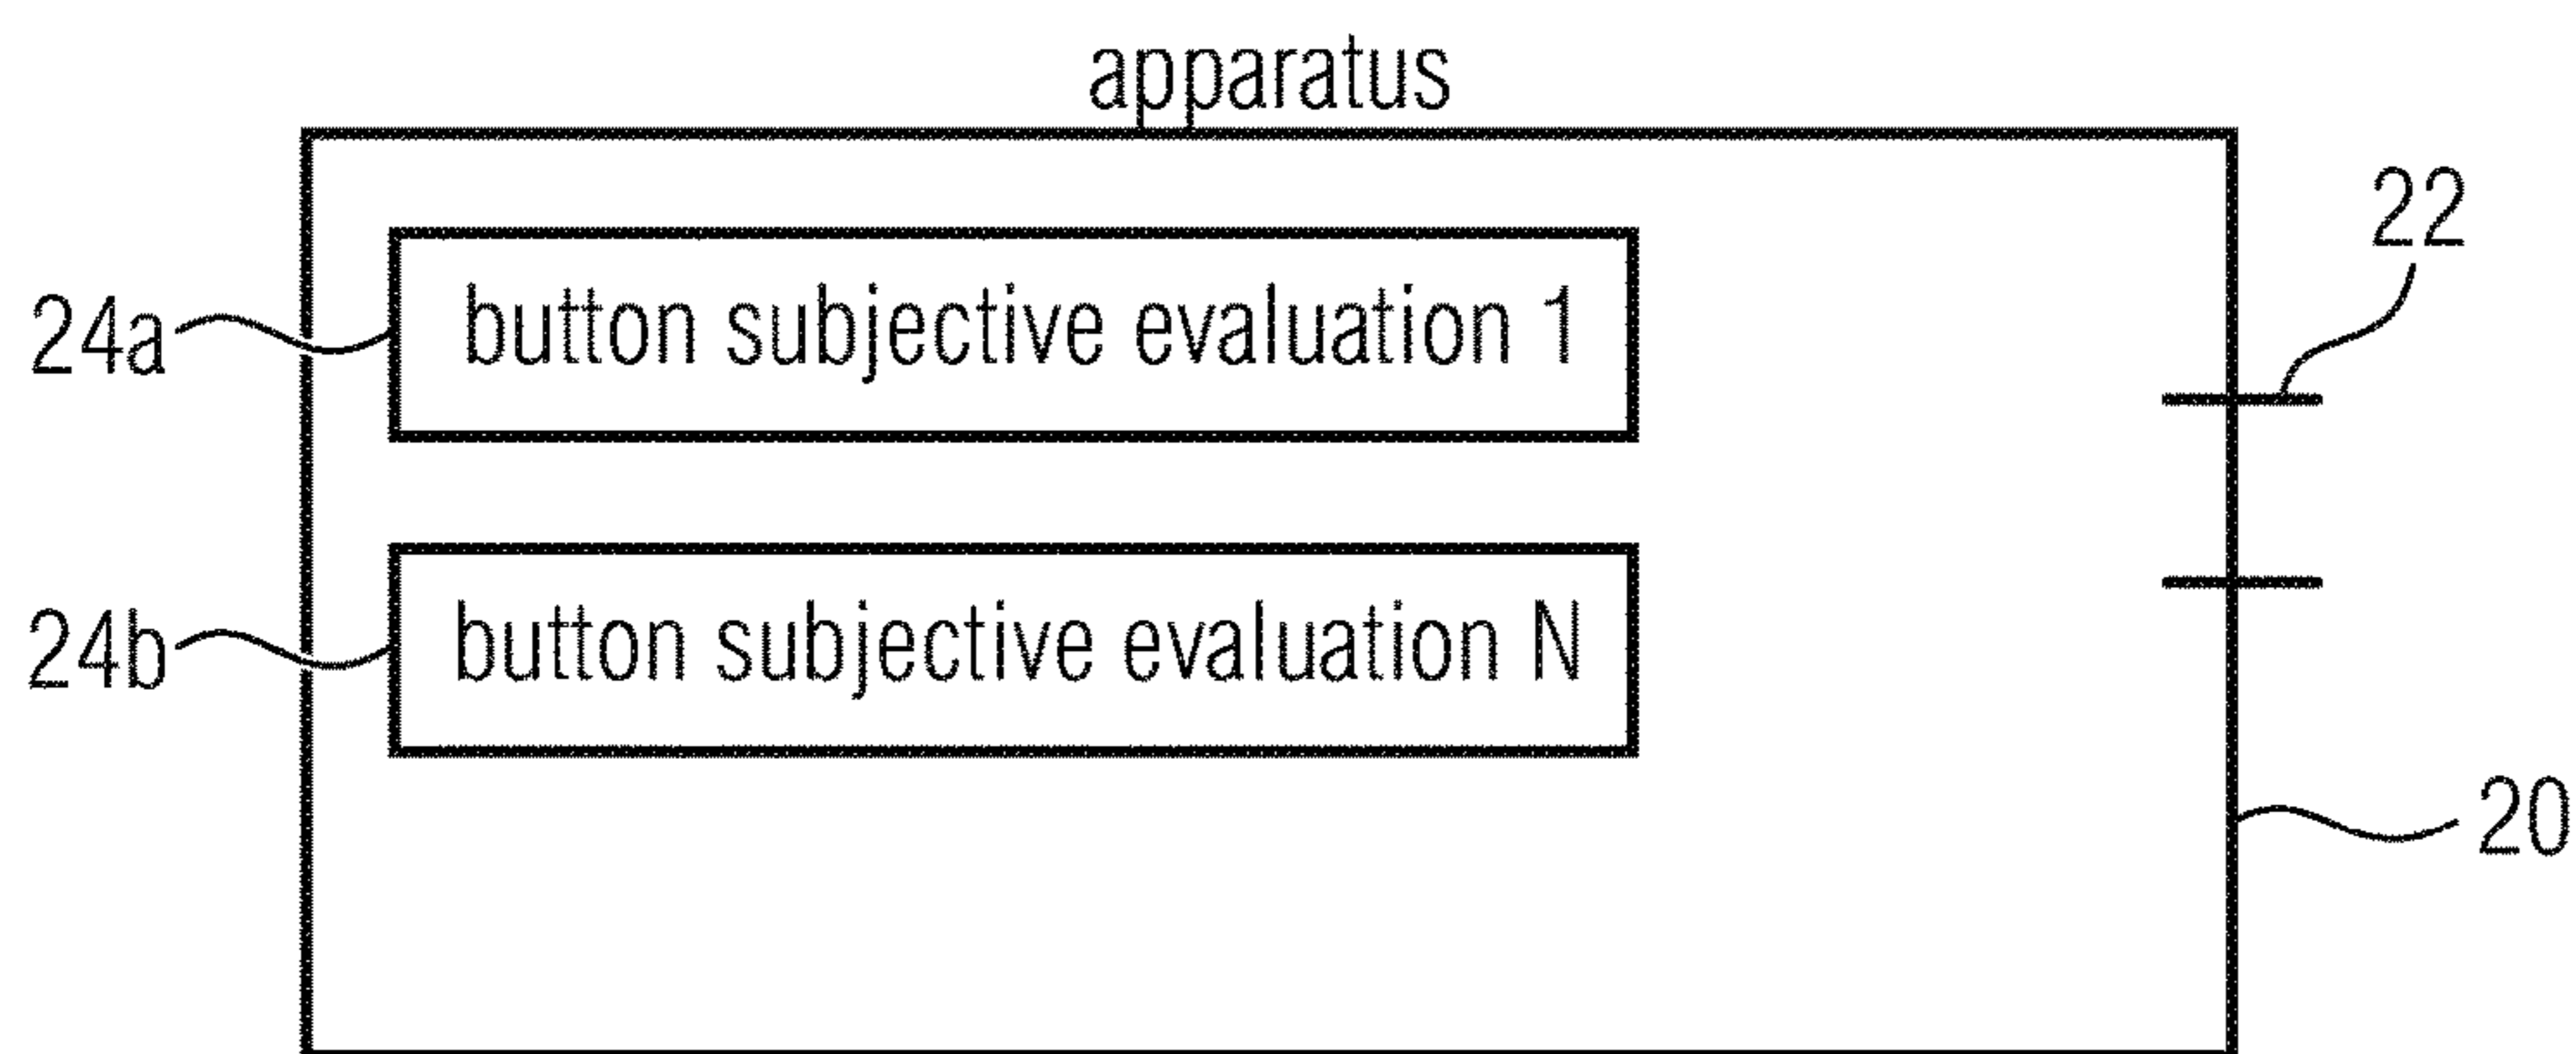 apparatus
22
24a
button subjective evaluation 1
24b
button subjective evaluation N
20